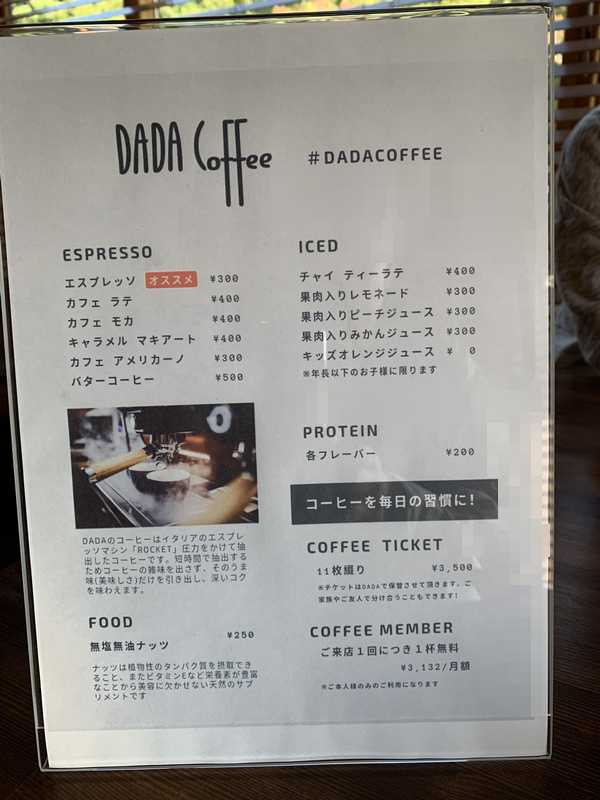 DADA Coffee
#DADACOFFEE
ESPRESSO
エスプレッソ オススメ ¥300
カフェ ラテ ¥400
カフェ モカ ¥400
キャラメル マキアート ¥400
カフェ アメリカーノ ¥300
バターコーヒー ¥500
DADAのコーヒーはイタリアのエスプレ
ッソマシン「ROCKET」圧力をかけて抽
出したコーヒーです。短時間で抽出する
ためコーヒーの雑味を出さず、そのうま
味(美味しさ)だけを引き出し、深いコク
を味わえます。
FOOD
無塩無油ナッツ ¥250
ナッツは植物性のタンパク質を摂取でき
ること、またビタミンEなど栄養素が豊富
なことから美容に欠かせない天然のサプ
リメントです
ICED
チャイ ティーラテ ¥400
果肉入りレモネード ¥300
果肉入りピーチジュース ¥300
果肉入りみかんジュース ¥300
キッズオレンジジュース ¥ 0
※年長以下のお子様に限ります
PROTEIN
各フレーバー ¥200
コーヒーを毎日の習慣に!
COFFEE TICKET
11枚綴り ¥3,500
※チケットはDADAで保管させて頂きます。ご
家族やご友人で分け合うこともできます!
COFFEE MEMBER
ご来店1回につき1杯無料
¥3,132/月額
※ご本人様のみのご利用になります